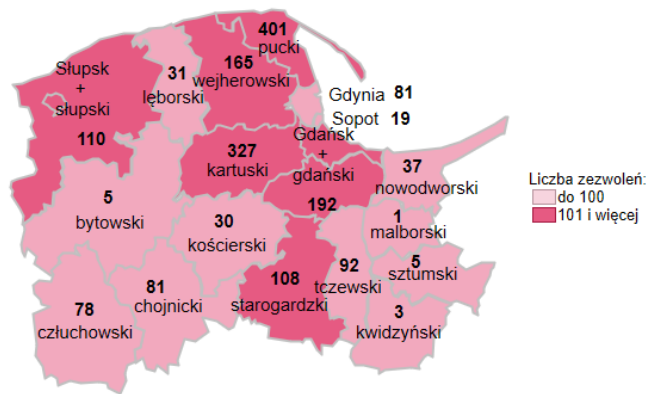 401
pucki
165
wejherowski
31
lęborski
Słupsk
+
słupski
110
Gdynia 81
Sopot 19
Gdańsk
+
gdański
192
327
kartuski
37
nowodworski
Liczba zezwoleń:
do 100
101 i więcej
5
bytowski
30
kościerski
1
malborski
5
sztumski
92
tczewski
108
starogardzki
81
chojnicki
78
człuchowski
3
kwidzyński